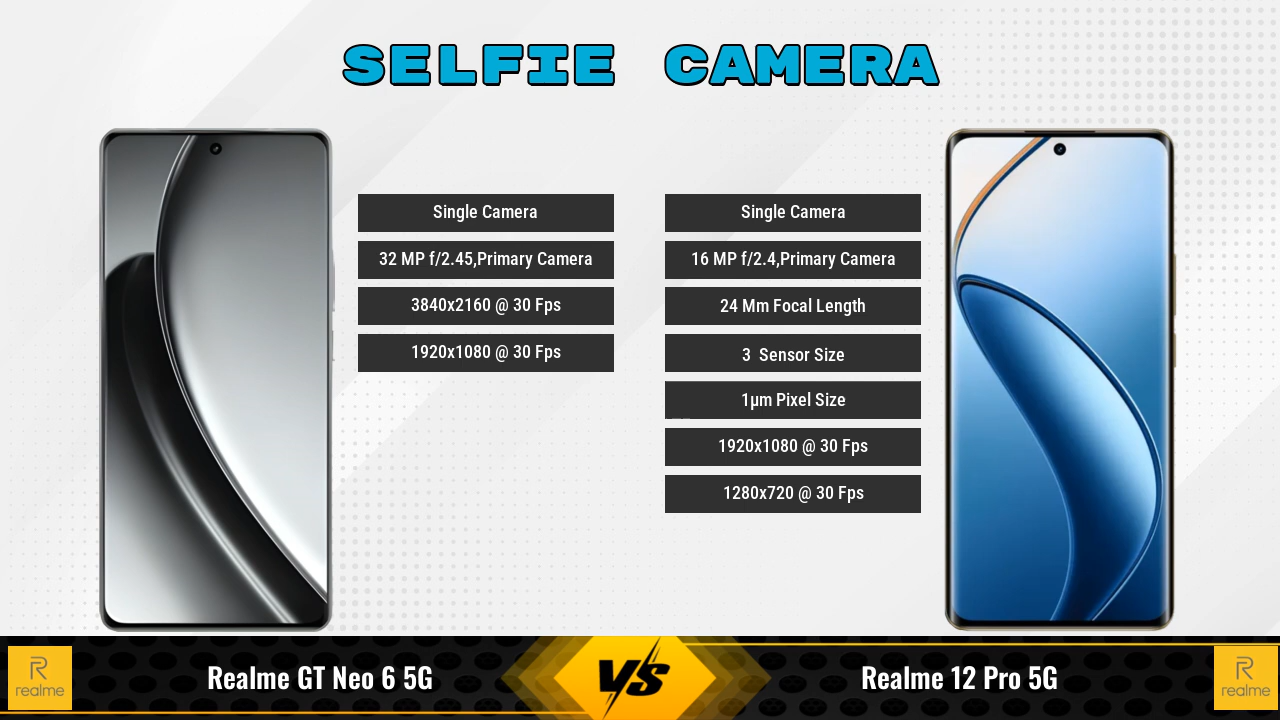 SELFIE CAMERA
Single Camera
32 MP f/2.45,Primary Camera
3840x2160 @ 30 Fps
1920x1080 @ 30 Fps
Single Camera
16 MP f/2.4,Primary Camera
24 Mm Focal Length
3 Sensor Size
1µm Pixel Size
1920x1080 @ 30 Fps
1280x720 @ 30 Fps
R
realme
Realme GT Neo 6 5G
VS
Realme 12 Pro 5G
R
realme